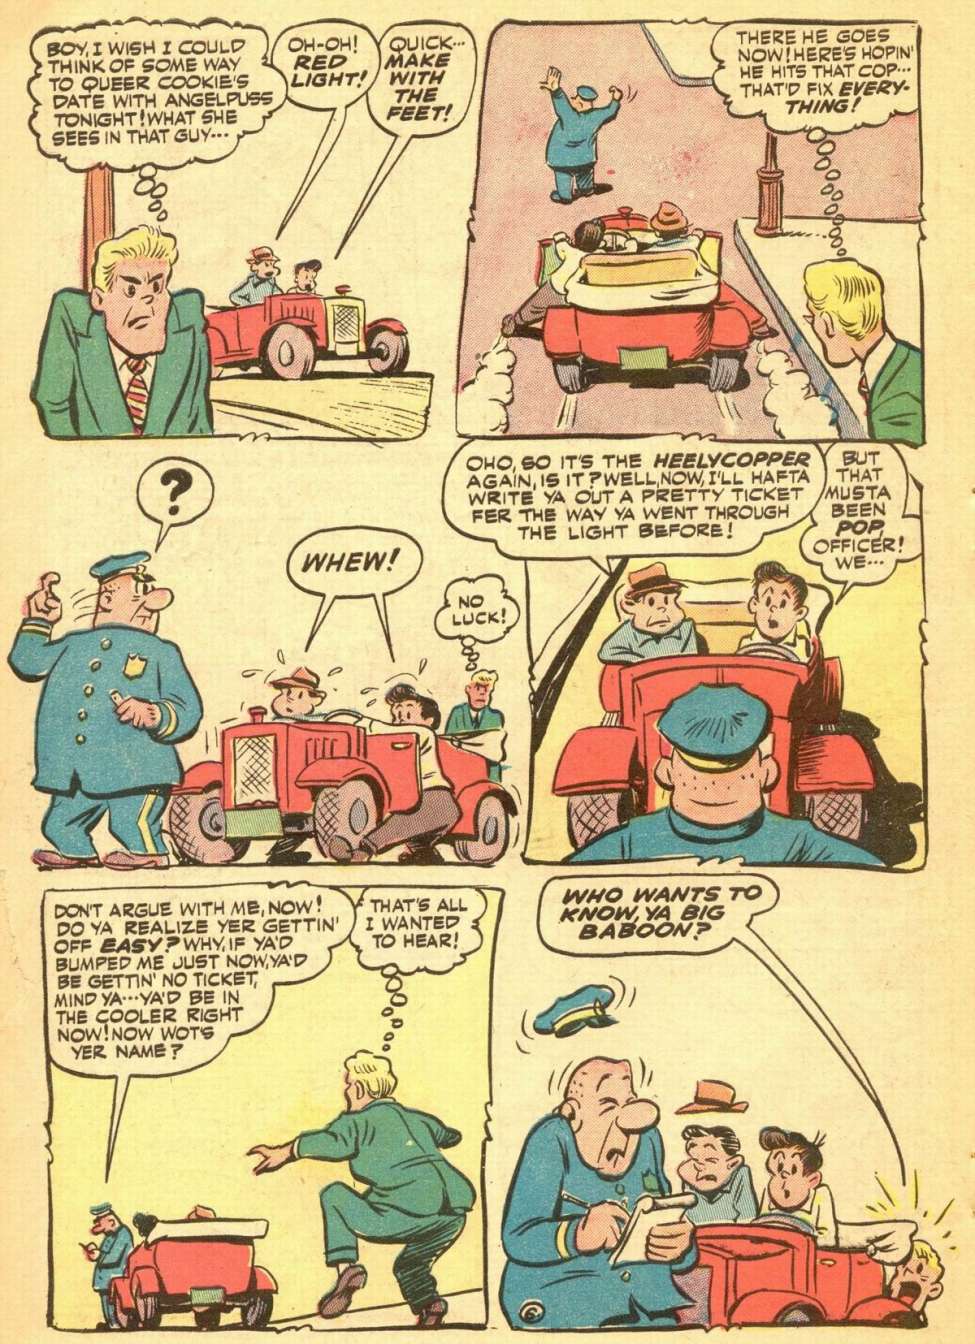 BOY, I WISH I COULD
THINK OF SOME WAY
TO QUEER COOKIE'S
DATE WITH ANGELPUSS
TONIGHT! WHAT SHE
SEES IN THAT GUY...
OH-OH!
RED
LIGHT!
QUICK...
MAKE
WITH
THE
FEET!
THERE HE GOES
NOW! HERE'S HOPIN'
HE HITS THAT COP...
THAT'D FIX EVERY-
THING!
?
WHEW!
NO
LUCK!
OHO, SO IT'S THE HEELYCOPPER
AGAIN, IS IT? WELL, NOW, I'LL HAFTA
WRITE YA OUT A PRETTY TICKET
FER THE WAY YA WENT THROUGH
THE LIGHT BEFORE!
BUT
THAT
MUSTA
BEEN
POP,
OFFICER!
WE...
DON'T ARGUE WITH ME, NOW!
DO YA REALIZE YER GETTIN'
OFF EASY? WHY, IF YA'D
BUMPED ME JUST NOW, YA'D
BE GETTIN' NO TICKET,
MIND YA...YA'D BE IN
THE COOLER RIGHT
NOW! NOW WOT'S
YER NAME?
THAT'S ALL
I WANTED
TO HEAR!
WHO WANTS TO
KNOW, YA BIG
BABOON?